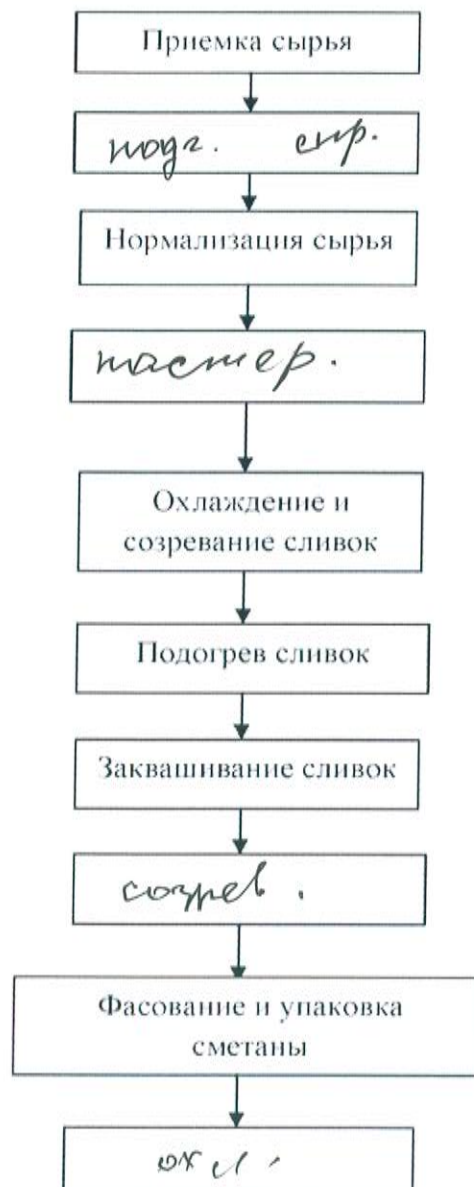 Приемка сырья
подг. сыр.
Нормализация сырья
пастер.
Охлаждение и
созревание сливок
Подогрев сливок
Заквашивание сливок
созрев.
Фасование и упаковка
сметаны
охл.